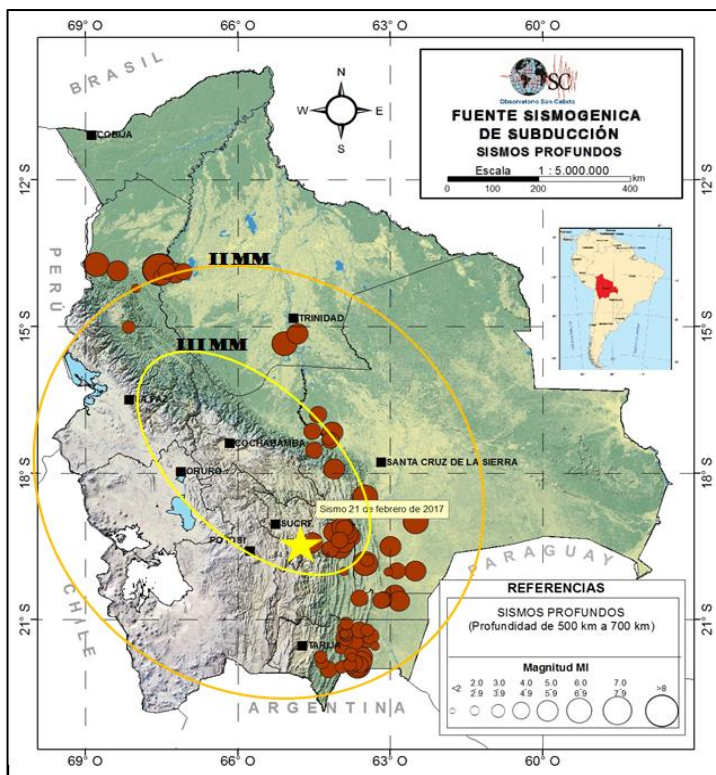 69° O
66° O
63° O
60° O
BRASIL
N
W
E
S
OSC
Observatorio San Calixto
FUENTE SISMOGENICA
DE SUBDUCCIÓN
SISMOS PROFUNDOS
Escala 1 : 5.000.000
km
0 100 200 400
COBIJA
12° S
12° S
PERÚ
II MM
TRINIDAD
15° S
15° S
III MM
LA PAZ
COCHABAMBA
SANTA CRUZ DE LA SIERRA
ORURO
18° S
18° S
Sismo 21 de febrero de 2017
SUCRE
POTOSI
PARAGUAY
CHILE
21° S
21° S
TARIJA
ARGENTINA
REFERENCIAS
SISMOS PROFUNDOS
(Profundidad de 500 km a 700 km)
Magnitud Ml
<2 2.0 3.0 4.0 5.0 6.0 7.0 >8
2.9 3.9 4.9 5.9 6.9 7.9
69° O
66° O
63° O
60° O